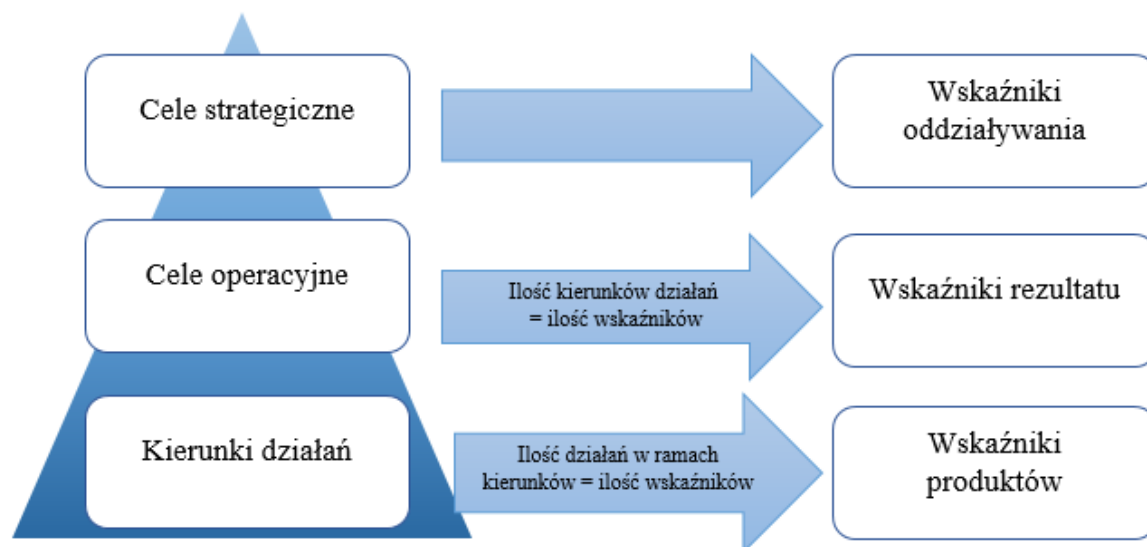 Cele strategiczne
Wskaźniki
oddziaływania
Cele operacyjne
Ilość kierunków działań
= ilość wskaźników
Wskaźniki rezultatu
Kierunki działań
Ilość działań w ramach
kierunków = ilość wskaźników
Wskaźniki
produktów